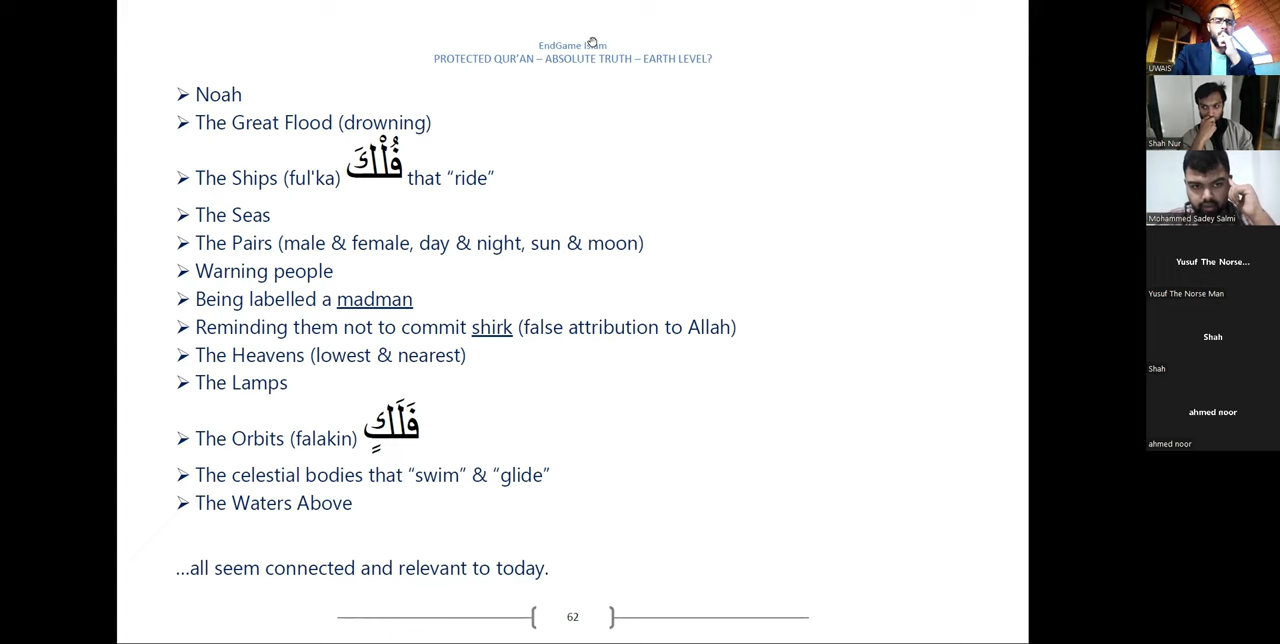 EndGame Islam
PROTECTED QUR’AN – ABSOLUTE TRUTH – EARTH LEVEL?
➢ Noah
➢ The Great Flood (drowning)
➢ The Ships (ful'ka) فُلْكَ that “ride”
➢ The Seas
➢ The Pairs (male & female, day & night, sun & moon)
➢ Warning people
➢ Being labelled a madman
➢ Reminding them not to commit shirk (false attribution to Allah)
➢ The Heavens (lowest & nearest)
➢ The Lamps
➢ The Orbits (falakin) فَلَكٍ
➢ The celestial bodies that “swim” & “glide”
➢ The Waters Above
…all seem connected and relevant to today.
62
UWAIS
Shah Nur
Mohammed Sadey Salmi
Yusuf The Norse...
Yusuf The Norse Man
Shah
Shah
ahmed noor
ahmed noor